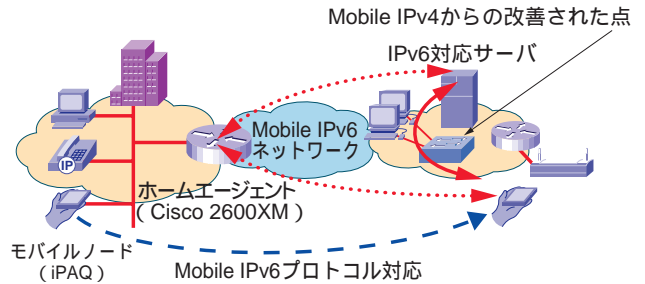 Mobile IPv4からの改善された点
IPv6対応サーバ
Mobile IPv6
ネットワーク
IP
ホームエージェント
（Cisco 2600XM）
モバイルノード
（iPAQ）
Mobile IPv6プロトコル対応